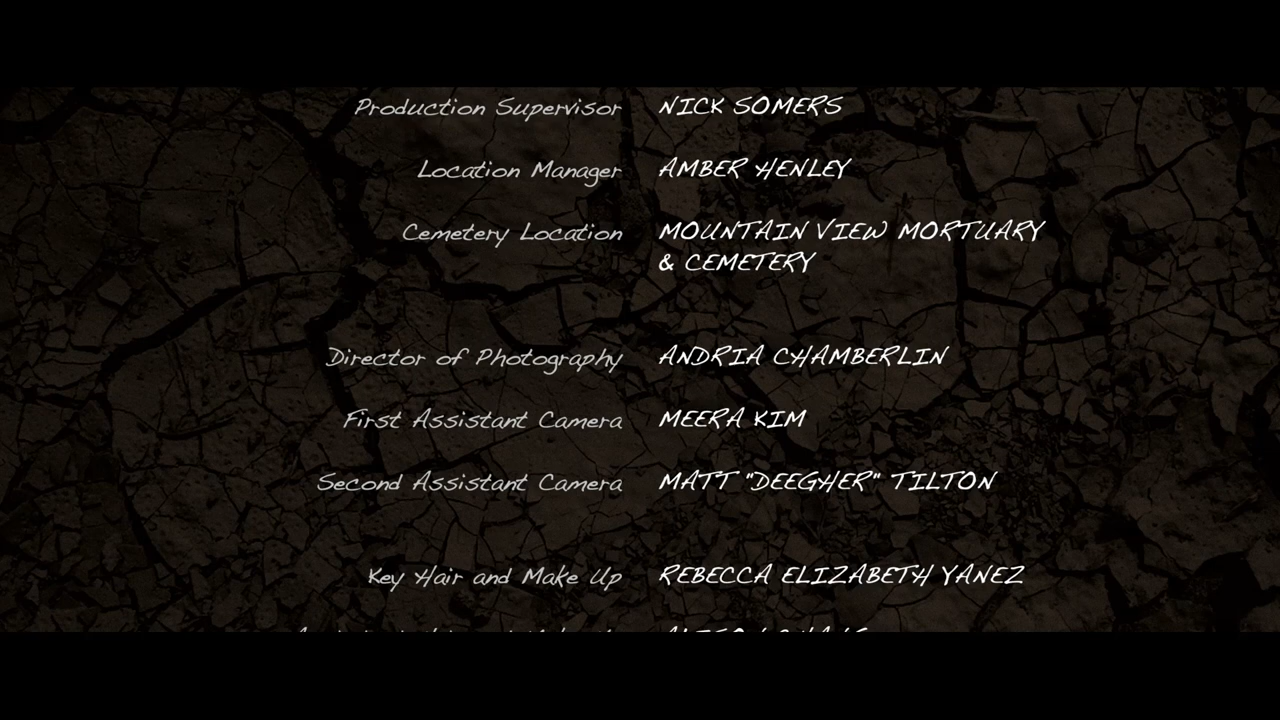 Production Supervisor NICK SOMERS
Location Manager AMBER HENLEY
Cemetery Location MOUNTAIN VIEW MORTUARY
& CEMETERY
Director of Photography ANDRIA CHAMBERLIN
First Assistant Camera MEERA KIM
Second Assistant Camera MATT "DEEGHER" TILTON
Key Hair and Make Up REBECCA ELIZABETH YANEZ